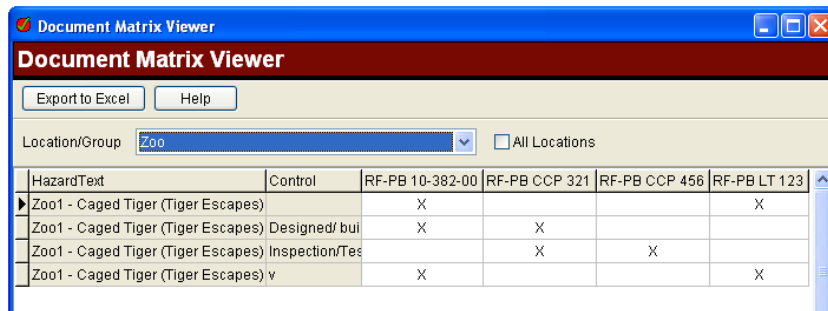 Document Matrix Viewer
Document Matrix Viewer
Export to Excel Help
Location/Group Zoo All Locations
HazardText Control RF-PB 10-382-00 RF-PB CCP 321 RF-PB CCP 456 RF-PB LT 123
Zoo1 - Caged Tiger (Tiger Escapes) X X
Zoo1 - Caged Tiger (Tiger Escapes) Designed/ bui X X
Zoo1 - Caged Tiger (Tiger Escapes) Inspection/Tes X X
Zoo1 - Caged Tiger (Tiger Escapes) v X X